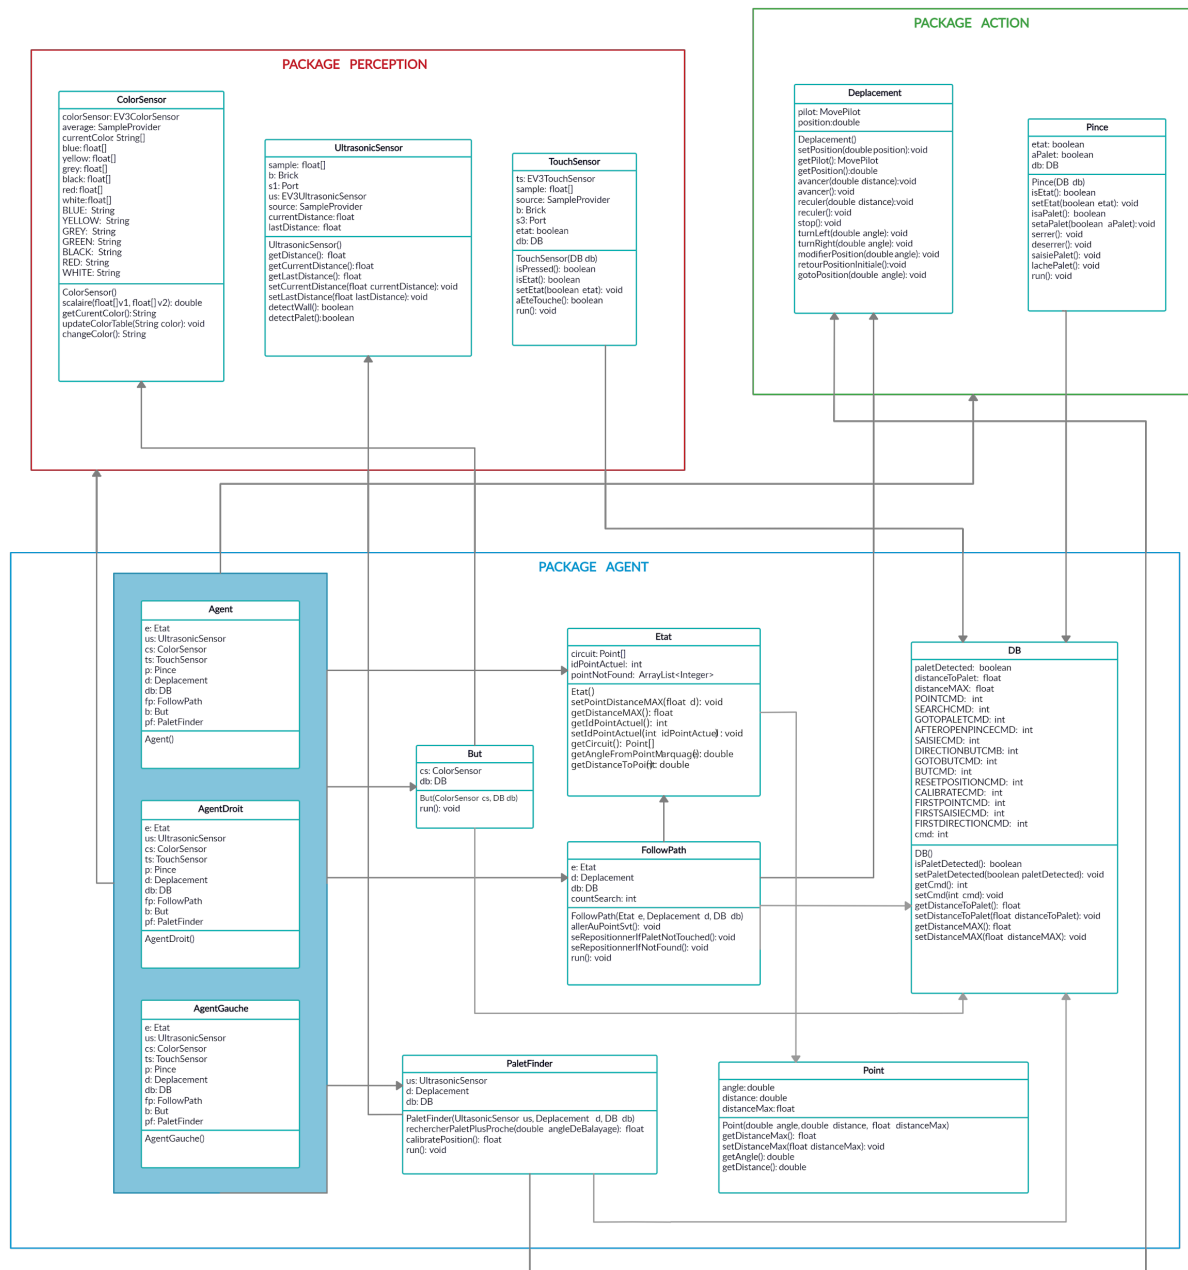 PACKAGE ACTION
PACKAGE PERCEPTION
ColorSensor
colorSensor: EV3ColorSensor
average: SampleProvider
currentColor String[]
blue: float[]
yellow: float[]
grey: float[]
black: float[]
red: float[]
white:float[]
BLUE: String
YELLOW: String
GREY: String
GREEN: String
BLACK: String
RED: String
WHITE: String
ColorSensor()
scalaire(float[]v1, float[] v2): double
getCurentColor(): String
updateColorTable(String color): void
changeColor(): String
UltrasonicSensor
sample: float[]
b: Brick
s1: Port
us: EV3UltrasonicSensor
source: SampleProvider
currentDistance: float
lastDistance: float
UltrasonicSensor()
getDistance(): float
getCurrentDistance():float
getLastDistance(): float
setCurrentDistance(float currentDistance): void
setLastDistance(float lastDistance): void
detectWall(): boolean
detectPalet():boolean
TouchSensor
ts: EV3TouchSensor
sample: float[]
source: SampleProvider
b: Brick
s3: Port
etat: boolean
db: DB
TouchSensor(DB db)
isPressed(): boolean
isEtat(): boolean
setEtat(boolean etat): void
aEteTouche(): boolean
run(): void
Deplacement
pilot: MovePilot
position:double
Deplacement()
setPosition(double position): void
getPilot(): MovePilot
getPosition():double
avancer(double distance):void
avancer(): void
reculer(double distance):void
reculer(): void
stop(): void
turnLeft(double angle): void
turnRight(double angle): void
modifierPosition(double angle): void
retourPositionInitiale(): void
gotoPosition(double angle): void
Pince
etat: boolean
aPalet: boolean
db: DB
Pince(DB db)
isEtat(): boolean
setEtat(boolean etat): void
isaPalet(): boolean
setaPalet(boolean aPalet):void
serrer(): void
deserrer(): void
saisiePalet(): void
lachePalet(): void
run(): void
PACKAGE AGENT
Agent
e: Etat
us: UltrasonicSensor
cs: ColorSensor
ts: TouchSensor
p: Pince
d: Deplacement
db: DB
fp: FollowPath
b: But
pf: PaletFinder
Agent()
AgentDroit
e: Etat
us: UltrasonicSensor
cs: ColorSensor
ts: TouchSensor
p: Pince
d: Deplacement
db: DB
fp: FollowPath
b: But
pf: PaletFinder
AgentDroit()
AgentGauche
e: Etat
us: UltrasonicSensor
cs: ColorSensor
ts: TouchSensor
p: Pince
d: Deplacement
db: DB
fp: FollowPath
b: But
pf: PaletFinder
AgentGauche()
But
cs: ColorSensor
db: DB
But(ColorSensor cs, DB db)
run(): void
Etat
circuit: Point[]
idPointActuel: int
pointNotFound: ArrayList<Integer>
Etat()
setPointDistanceMAX(float d): void
getDistanceMAX(): float
getIdPointActuel(): int
setIdPointActuel(int idPointActuel): void
getCircuit(): Point[]
getAngleFromPointMarquage(): double
getDistanceToPoint(): double
FollowPath
e: Etat
d: Deplacement
db: DB
countSearch: int
FollowPath(Etat e, Deplacement d, DB db)
allerAuPointSvt(): void
seRepositionnerIfPaletNotTouched(): void
seRepositionnerIfNotFound(): void
run(): void
DB
paletDetected: boolean
distanceToPalet: float
distanceMAX: float
POINTCMD: int
SEARCHCMD: int
GOTOPALETCMD: int
AFTEROPENPINCECMD: int
SAISIECMD: int
DIRECTIONBUTCMB: int
GOTOBUTCMD: int
BUTCMD: int
RESETPOSITIONCMD: int
CALIBRATECMD: int
FIRSTPOINTCMD: int
FIRSTSAISIECMD: int
FIRSTDIRECTIONCMD: int
cmd: int
DB()
isPaletDetected(): boolean
setPaletDetected(boolean paletDetected): void
getCmd(): int
setCmd(int cmd): void
getDistanceToPalet(): float
setDistanceToPalet(float distanceToPalet): void
getDistanceMAX(): float
setDistanceMAX(float distanceMAX): void
PaletFinder
us: UltrasonicSensor
d: Deplacement
db: DB
PaletFinder(UltasonicSensor us, Deplacement d, DB db)
rechercherPaletPlusProche(double angleDeBalayage): float
calibratePosition(): float
run(): void
Point
angle: double
distance: double
distanceMax: float
Point(double angle, double distance, float distanceMax)
getDistanceMax(): float
setDistanceMax(float distanceMax): void
getAngle(): double
getDistance(): double